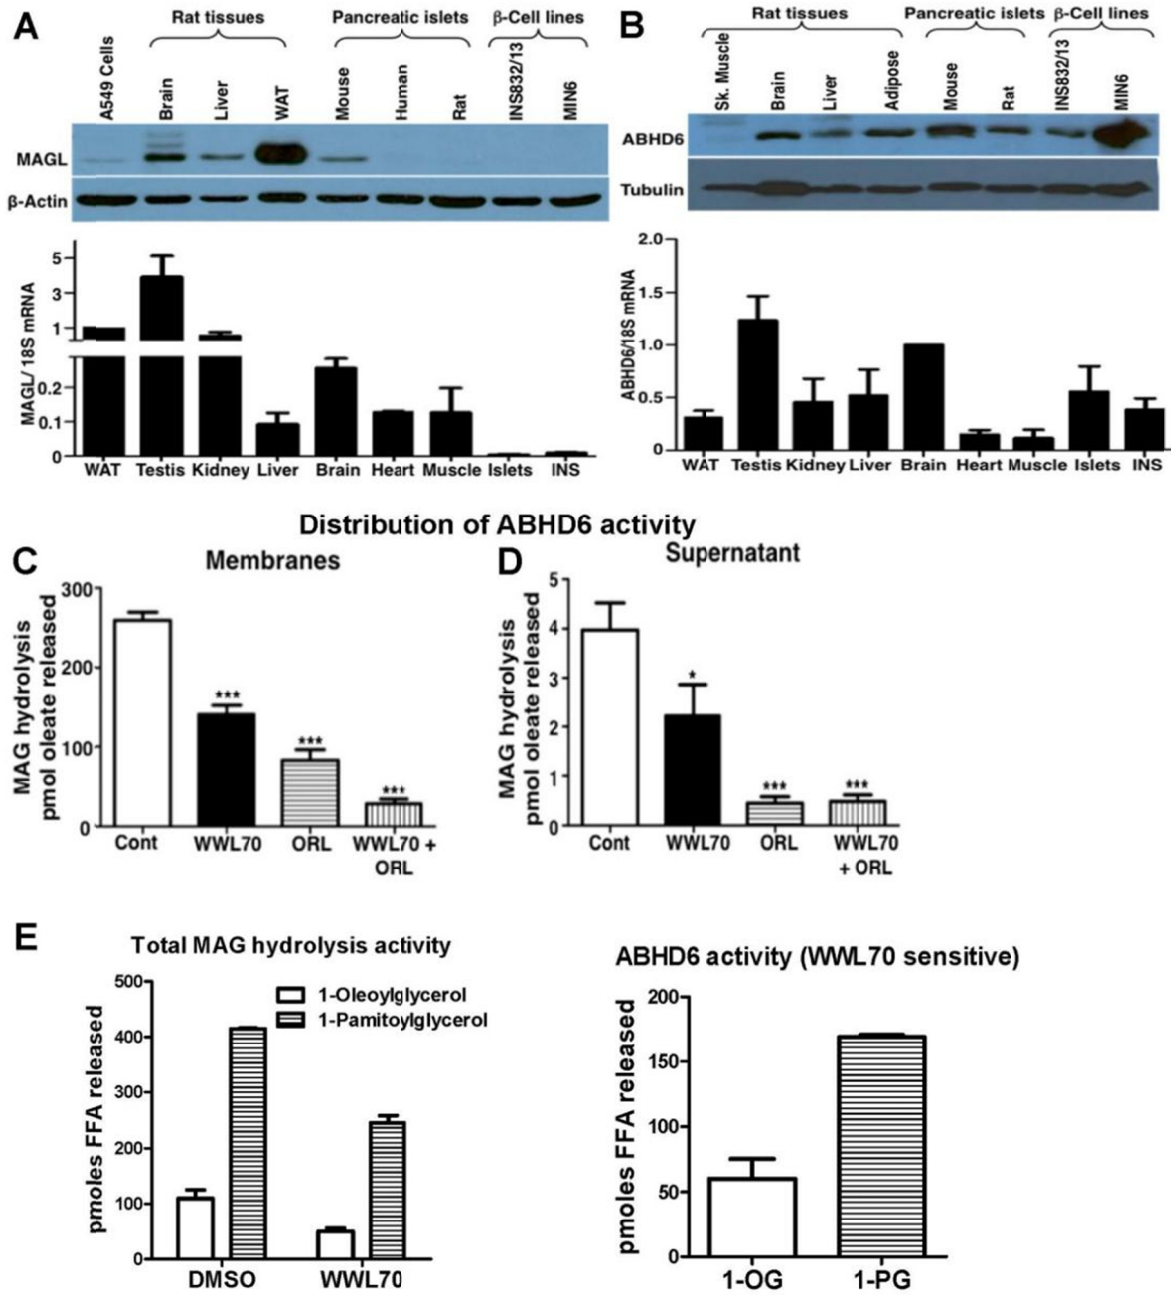 A
Rat tissues
Pancreatic islets
β-Cell lines
A549 Cells
Brain
Liver
WAT
Mouse
Human
Rat
INS832/13
MIN6
MAGL
β-Actin
MAGL/ 18S mRNA
5
3
1
0.2
0.1
0
WAT Testis Kidney Liver Brain Heart Muscle Islets INS
B
Rat tissues
Pancreatic islets
β-Cell lines
Sk. Muscle
Brain
Liver
Adipose
Mouse
Rat
INS832/13
MIN6
ABHD6
Tubulin
ABHD6/18S mRNA
2.0
1.5
1.0
0.5
0
WAT Testis Kidney Liver Brain Heart Muscle Islets INS
Distribution of ABHD6 activity
C
Membranes
MAG hydrolysis
pmol oleate released
300
200
100
0
***
***
***
Cont WWL70 ORL WWL70 +
ORL
D
Supernatant
MAG hydrolysis
pmol oleate released
5
4
3
2
1
0
*
***
***
Cont WWL70 ORL WWL70
+ ORL
E
Total MAG hydrolysis activity
1-Oleoylglycerol
1-Pamitoylglycerol
pmoles FFA released
500
400
300
200
100
0
DMSO WWL70
ABHD6 activity (WWL70 sensitive)
pmoles FFA released
200
150
100
50
0
1-OG 1-PG